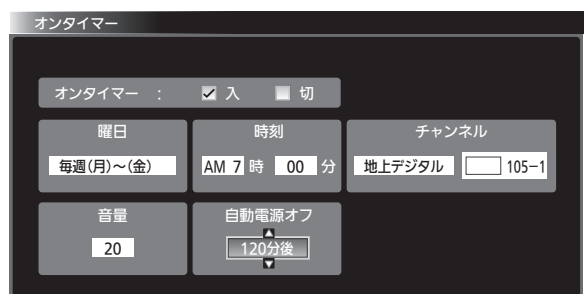 オンタイマー
オンタイマー : 入 切
曜日 時刻 チャンネル
毎週(月)～(金) AM 7 時 00 分 地上デジタル 105-1
音量 自動電源オフ
20 120分後